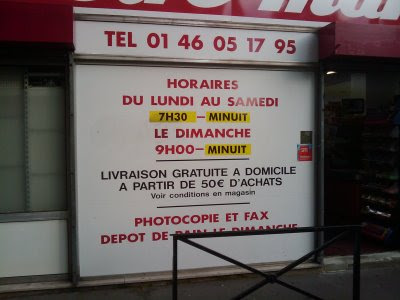 TEL 01 46 05 17 95
HORAIRES
DU LUNDI AU SAMEDI
7H30 – MINUIT
LE DIMANCHE
9H00 – MINUIT
LIVRAISON GRATUITE A DOMICILE
A PARTIR DE 50€ D'ACHATS
Voir conditions en magasin
PHOTOCOPIE ET FAX
DEPOT DE PAIN LE DIMANCHE